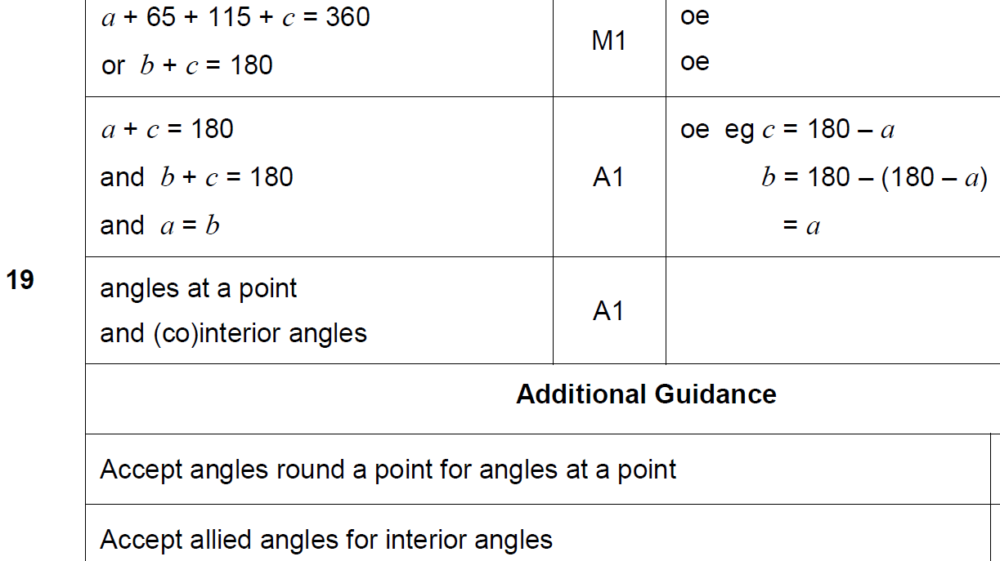 a + 65 + 115 + c = 360
or b + c = 180
M1
oe
oe
a + c = 180
and b + c = 180
and a = b
A1
oe eg c = 180 – a
b = 180 – (180 – a)
= a
19
angles at a point
and (co)interior angles
A1
Additional Guidance
Accept angles round a point for angles at a point
Accept allied angles for interior angles